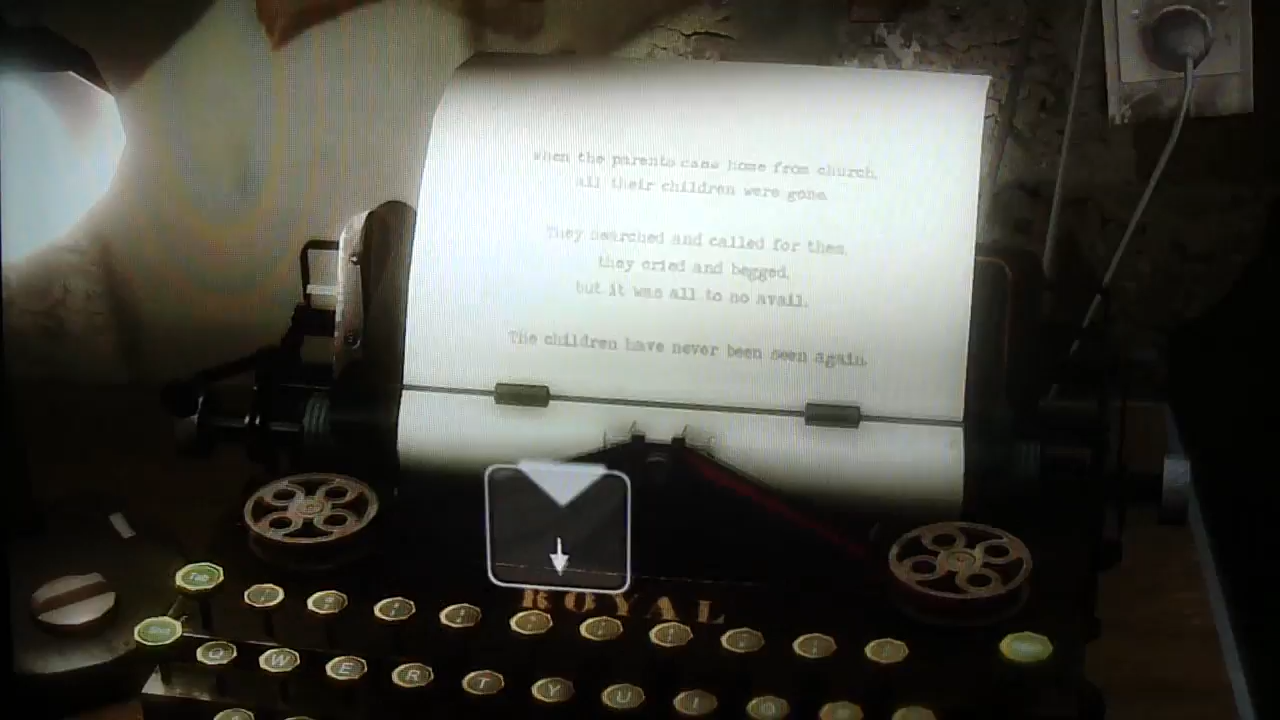 When the parents came home from church,
all their children were gone.
They searched and called for them,
they cried and begged,
but it was all to no avail.
The children have never been seen again.
ROYAL
Tab
Q W E R T Y U I O